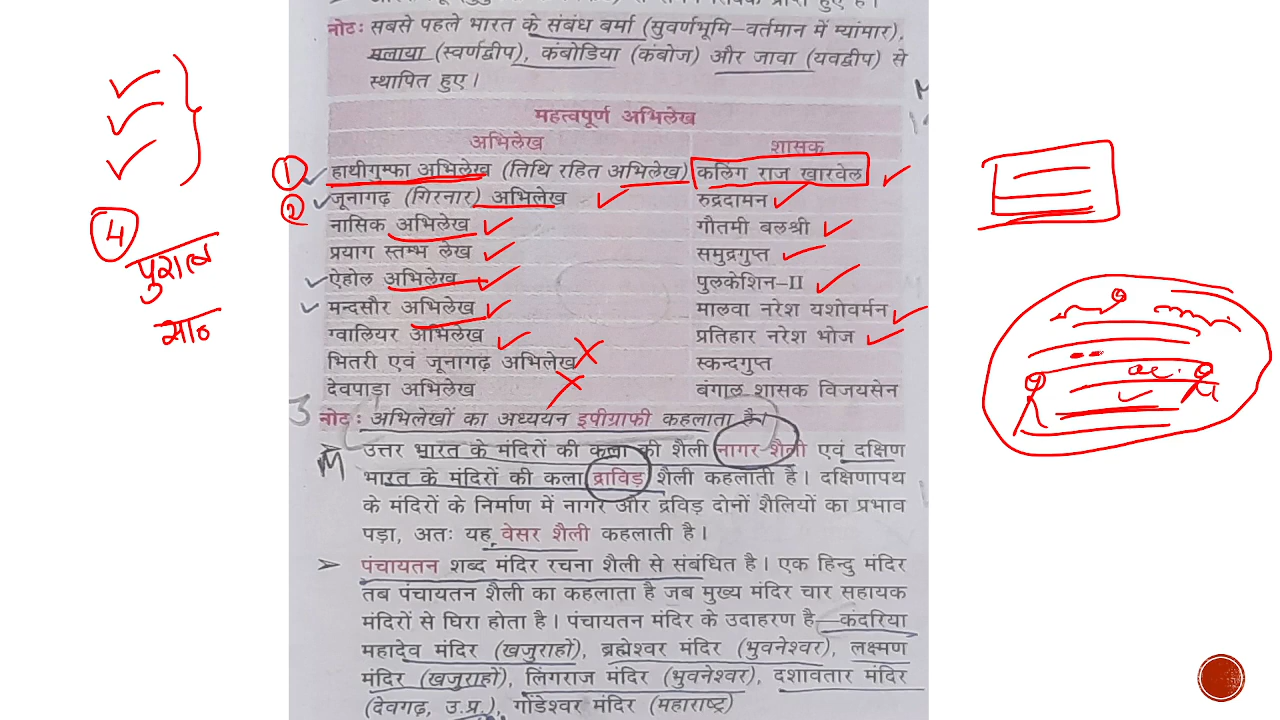 नोटः सबसे पहले भारत के संबंध बर्मा (सुवर्णभूमि–वर्तमान में म्यांमार),
मलाया (स्वर्णद्वीप), कंबोडिया (कंबोज) और जावा (यवद्वीप) से
स्थापित हुए।
महत्वपूर्ण अभिलेख
अभिलेख शासक
1 हाथीगुम्फा अभिलेख (तिथि रहित अभिलेख) कलिंग राज खारवेल
2 जूनागढ़ (गिरनार) अभिलेख रुद्रदामन
नासिक अभिलेख गौतमी बलश्री
प्रयाग स्तम्भ लेख समुद्रगुप्त
ऐहोल अभिलेख पुलकेशिन–II
मन्दसौर अभिलेख मालवा नरेश यशोवर्मन
ग्वालियर अभिलेख प्रतिहार नरेश भोज
भितरी एवं जूनागढ़ अभिलेख स्कन्दगुप्त
देवपाड़ा अभिलेख बंगाल शासक विजयसेन
नोटः अभिलेखों का अध्ययन इपीग्राफी कहलाता है।
उत्तर भारत के मंदिरों की कला की शैली नागर शैली एवं दक्षिण
भारत के मंदिरों की कला द्राविड़ शैली कहलाती है। दक्षिणापथ
के मंदिरों के निर्माण में नागर और द्रविड़ दोनों शैलियों का प्रभाव
पड़ा, अतः यह वेसर शैली कहलाती है।
➢ पंचायतन शब्द मंदिर रचना शैली से संबंधित है। एक हिन्दु मंदिर
तब पंचायतन शैली का कहलाता है जब मुख्य मंदिर चार सहायक
मंदिरों से घिरा होता है। पंचायतन मंदिर के उदाहरण है–कंदरिया
महादेव मंदिर (खजुराहो), ब्रह्मेश्वर मंदिर (भुवनेश्वर), लक्ष्मण
मंदिर (खजुराहो), लिंगराज मंदिर (भुवनेश्वर), दशावतार मंदिर
(देवगढ़, उ.प्र.), गोंडेश्वर मंदिर (महाराष्ट्र)
4